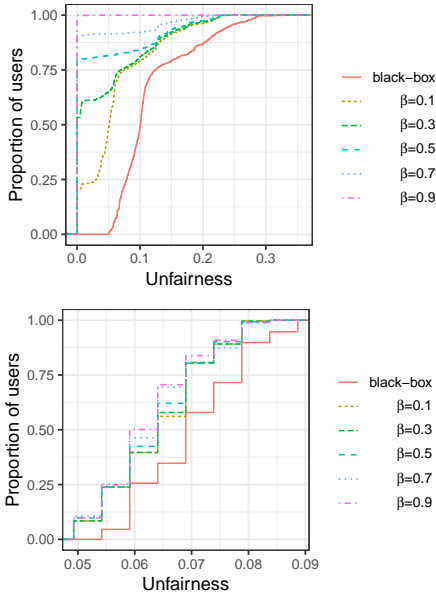 Proportion of users
1.00
0.75
0.50
0.25
0.00
0.0 0.1 0.2 0.3
Unfairness
black−box
β=0.1
β=0.3
β=0.5
β=0.7
β=0.9
Proportion of users
1.00
0.75
0.50
0.25
0.00
0.05 0.06 0.07 0.08 0.09
Unfairness
black−box
β=0.1
β=0.3
β=0.5
β=0.7
β=0.9